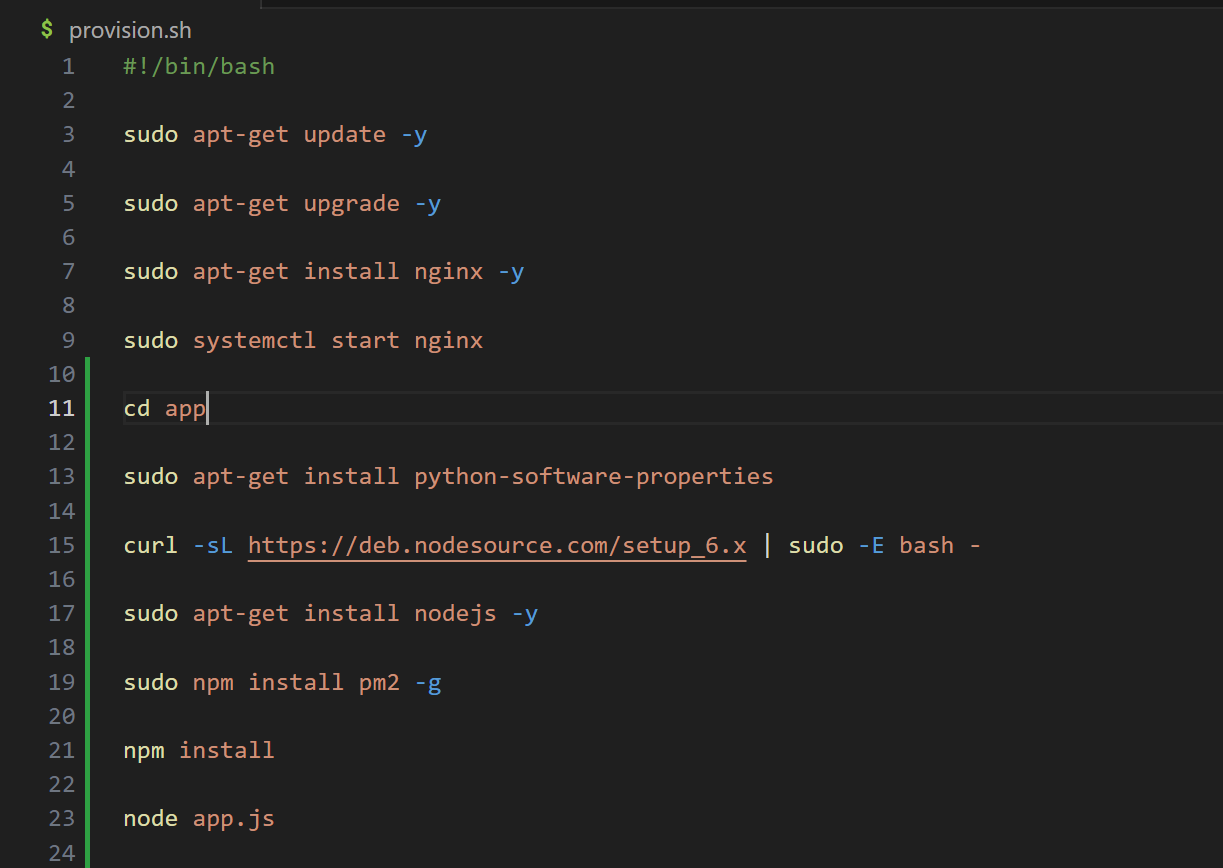 $ provision.sh
1 #!/bin/bash
2
3 sudo apt-get update -y
4
5 sudo apt-get upgrade -y
6
7 sudo apt-get install nginx -y
8
9 sudo systemctl start nginx
10
11 cd app
12
13 sudo apt-get install python-software-properties
14
15 curl -sL https://deb.nodesource.com/setup_6.x | sudo -E bash -
16
17 sudo apt-get install nodejs -y
18
19 sudo npm install pm2 -g
20
21 npm install
22
23 node app.js
24